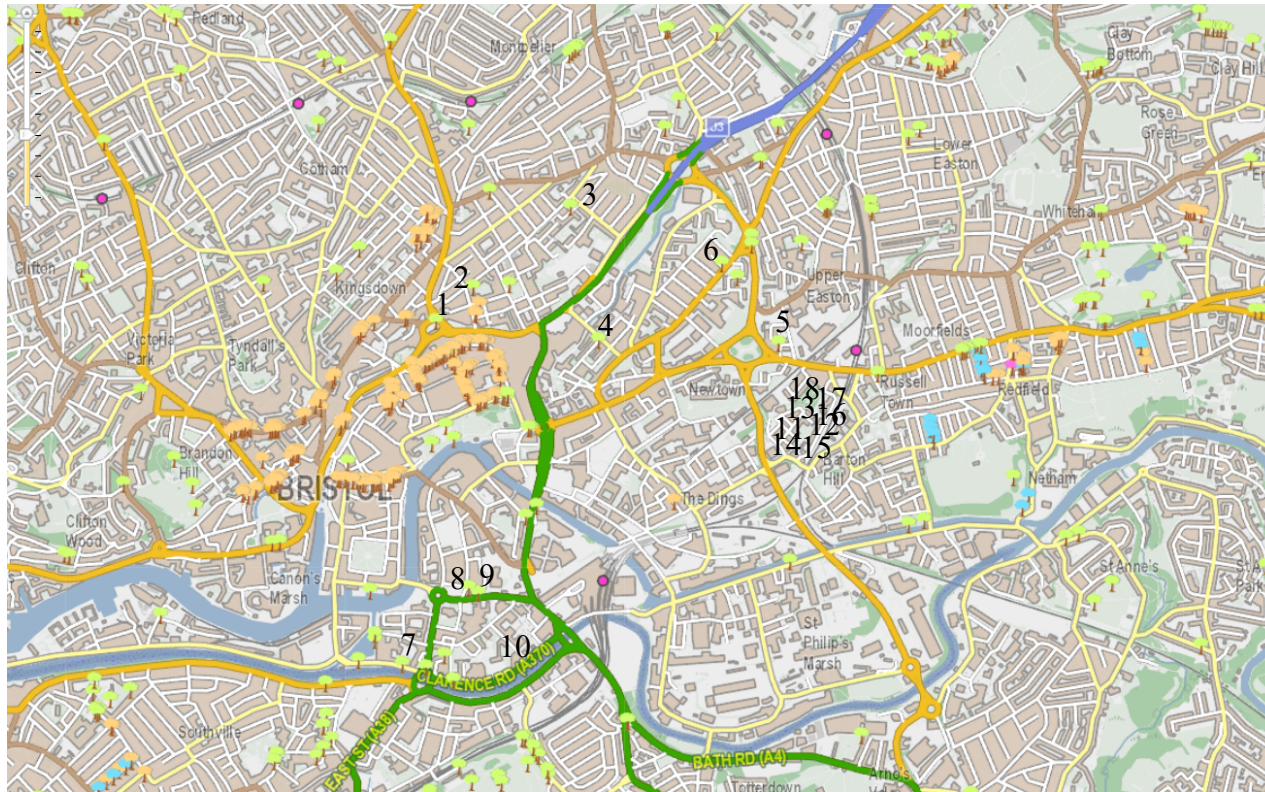 Redland
Montpelier
Clay
Bottom
Clay Hill
J3
Rose
Green
Cotham
Lower
Easton
3
Whitehall
Clifton
2
6
Kingsdown
1
Upper
Easton
4
5
Victoria
Park
Tyndall's
Park
Moorfields
Newtown
Russell
Town
Redfield
18
17
13
16
11
12
14
15
Barton
Hill
Brandon
Hill
BRISTOL
The Dings
Netham
Clifton
Wood
Canon's
Marsh
8
9
St Anne's
Park
7
10
St
Philip's
Marsh
CLARENCE RD (A370)
Southville
EAST ST (A38)
BATH RD (A4)
Totterdown
Arno's